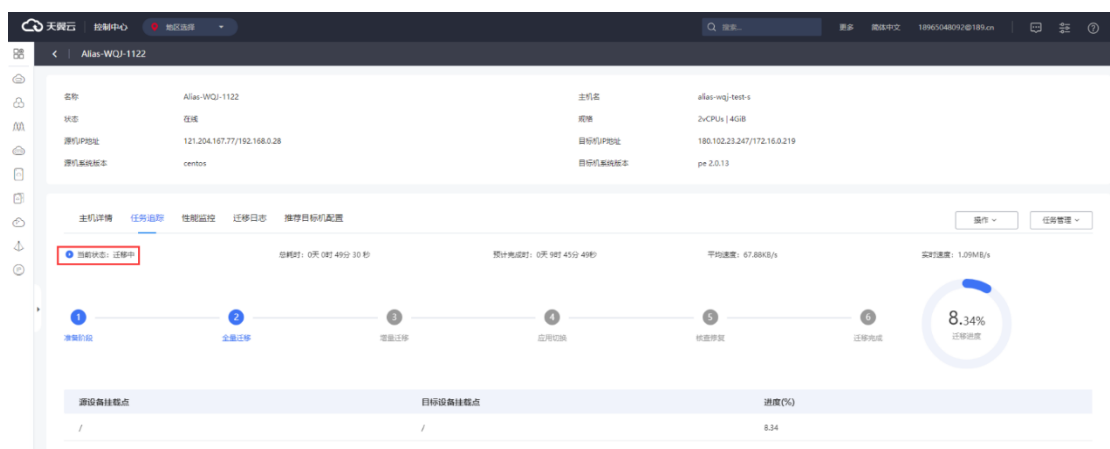 天翼云 控制中心 地区选择 搜索... 更多 简体中文 18965048092@189.cn
Alias-WQJ-1122
名称 Alias-WQJ-1122 主机名 alias-wqj-test-s
状态 在线 规格 2vCPUs | 4GiB
源机IP地址 121.204.167.77/192.168.0.28 目标机IP地址 180.102.23.247/172.16.0.219
源机系统版本 centos 目标机系统版本 pe 2.0.13
主机详情 任务追踪 性能监控 迁移日志 推荐目标机配置 操作 任务管理
当前状态：迁移中 总耗时：0天 0时 49分 30 秒 预计完成时：0天 9时 45分 49秒 平均速度：67.88KB/s 实时速度：1.09MB/s
1 2 3 4 5 6 8.34%
准备阶段 全量迁移 增量迁移 应用切换 核查修复 迁移完成 迁移进度
源设备挂载点 目标设备挂载点 进度(%)
/ / 8.34